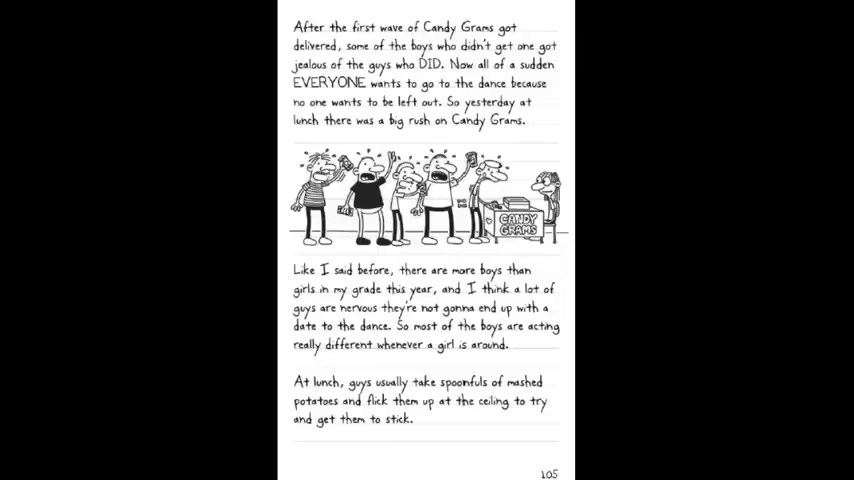 After the first wave of Candy Grams got
delivered, some of the boys who didn't get one got
jealous of the guys who DID. Now all of a sudden
EVERYONE wants to go to the dance because
no one wants to be left out. So yesterday at
lunch there was a big rush on Candy Grams.
CANDY
GRAMS
Like I said before, there are more boys than
girls in my grade this year, and I think a lot of
guys are nervous they're not gonna end up with a
date to the dance. So most of the boys are acting
really different whenever a girl is around.
At lunch, guys usually take spoonfuls of mashed
potatoes and flick them up at the ceiling to try
and get them to stick.
105